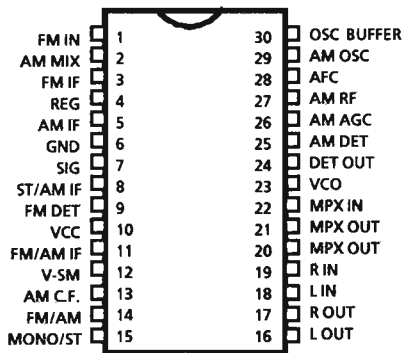 FM IN 1 30 OSC BUFFER
AM MIX 2 29 AM OSC
FM IF 3 28 AFC
REG 4 27 AM RF
AM IF 5 26 AM AGC
GND 6 25 AM DET
SIG 7 24 DET OUT
ST/AM IF 8 23 VCO
FM DET 9 22 MPX IN
VCC 10 21 MPX OUT
FM/AM IF 11 20 MPX OUT
V-SM 12 19 R IN
AM C.F. 13 18 L IN
FM/AM 14 17 R OUT
MONO/ST 15 16 L OUT